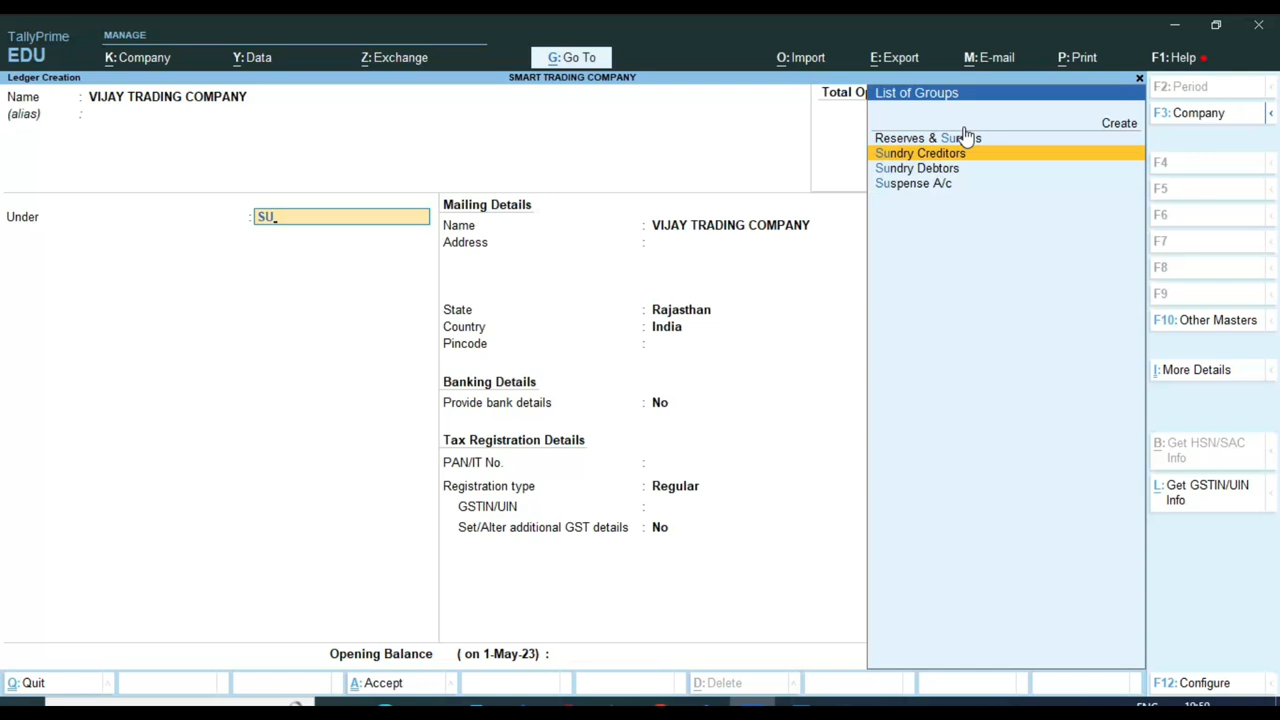 TallyPrime
EDU
MANAGE
K: Company
Y: Data
Z: Exchange
G: Go To
O: Import
E: Export
M: E-mail
P: Print
F1: Help
Ledger Creation
SMART TRADING COMPANY
Name : VIJAY TRADING COMPANY
(alias) :
Under : SU
Mailing Details
Name : VIJAY TRADING COMPANY
Address :
State : Rajasthan
Country : India
Pincode :
Banking Details
Provide bank details : No
Tax Registration Details
PAN/IT No. :
Registration type : Regular
GSTIN/UIN :
Set/Alter additional GST details : No
Opening Balance ( on 1-May-23) :
Total
List of Groups
Create
Reserves &
Sundry Creditors
Sundry Debtors
Suspense A/c
F2: Period
F3: Company
F4
F5
F6
F7
F8
F9
F10: Other Masters
I: More Details
B: Get HSN/SAC
Info
L: Get GSTIN/UIN
Info
Q: Quit
A: Accept
D: Delete
F12: Configure